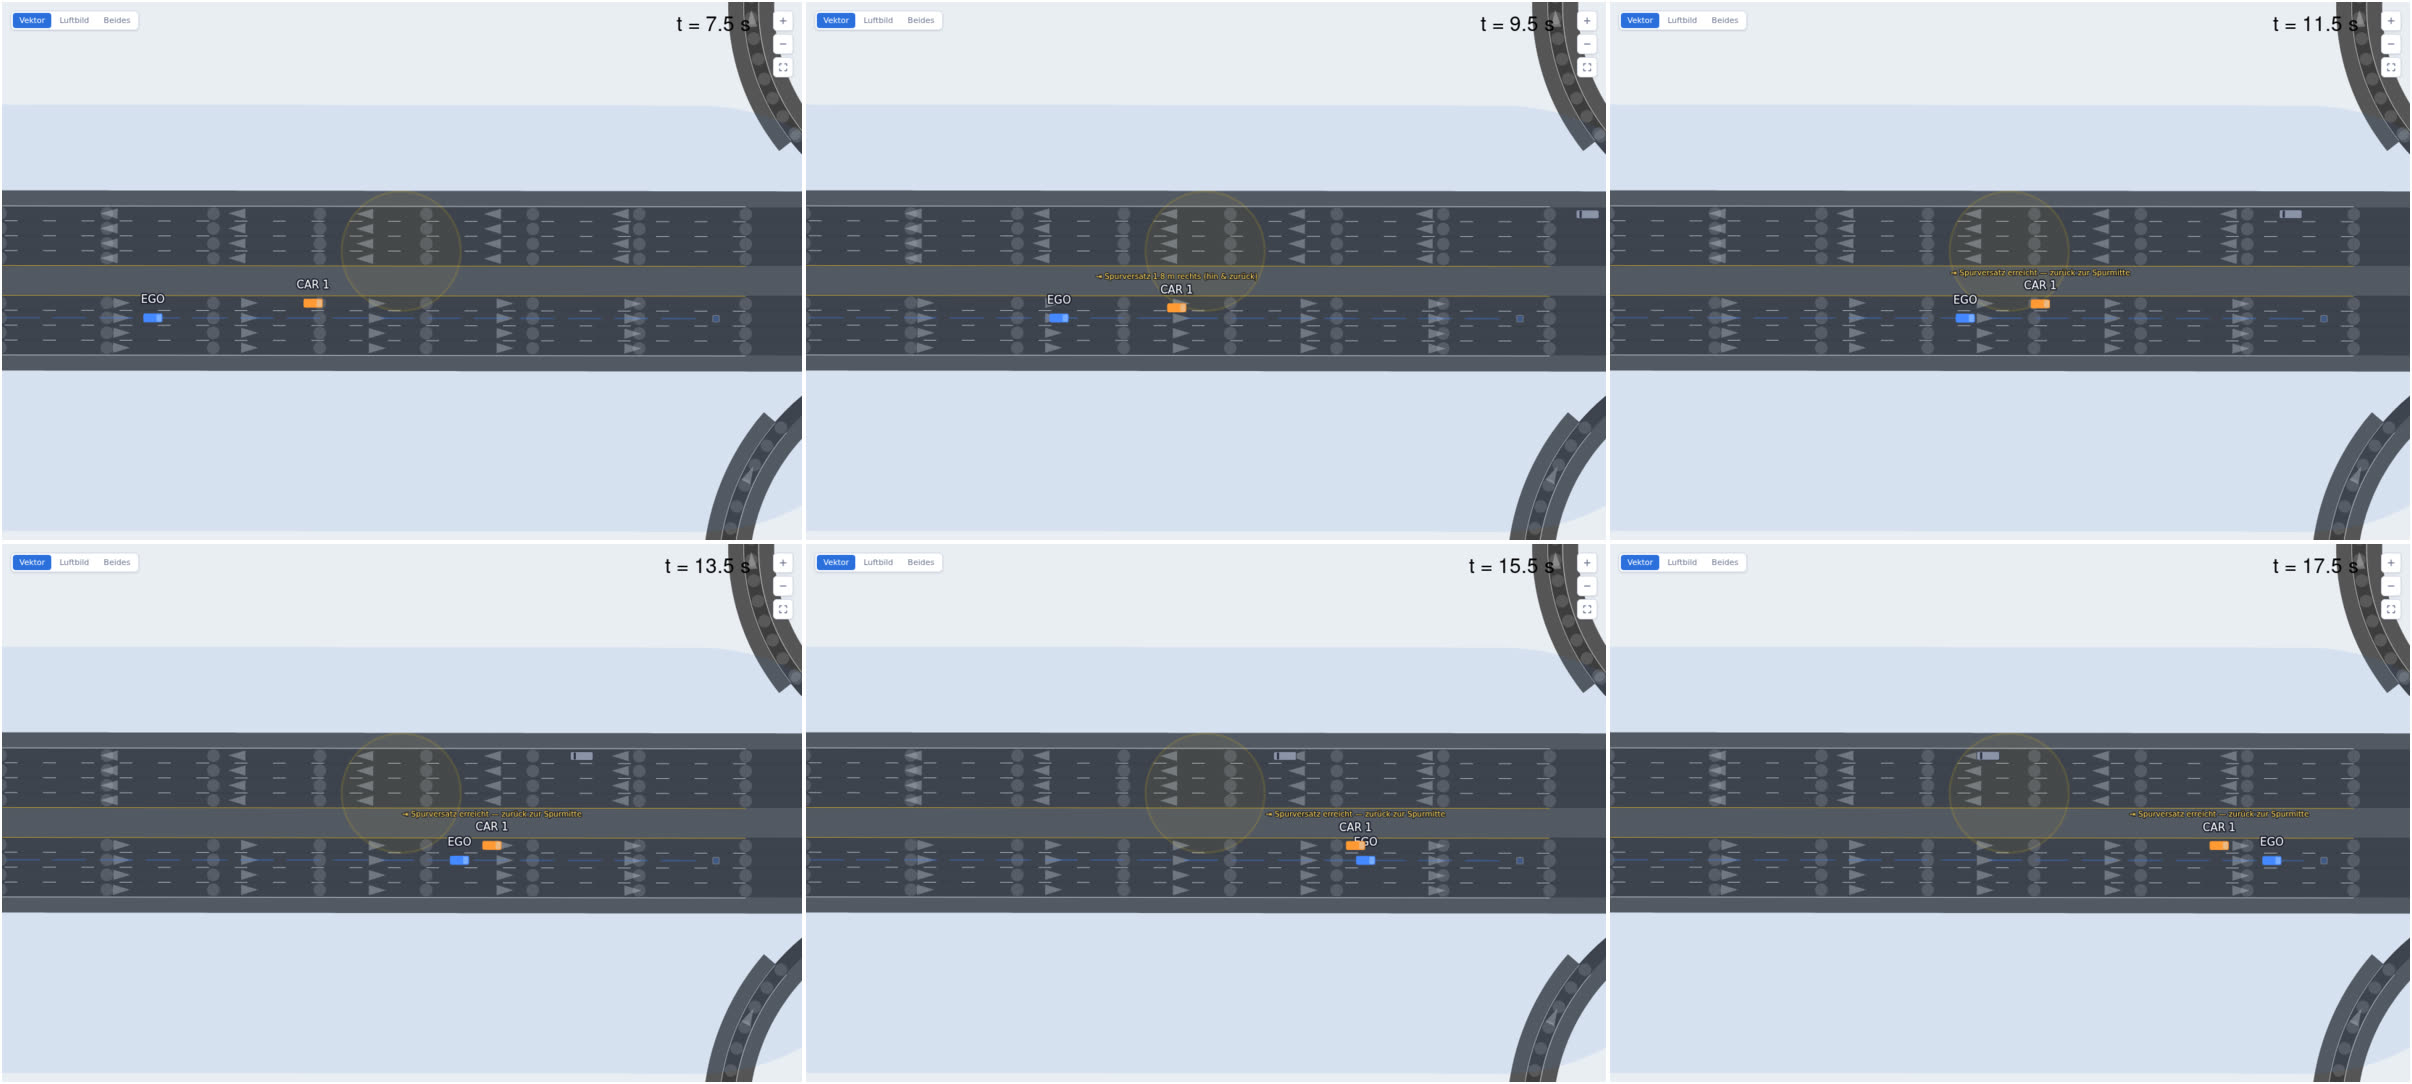 Vektor Luftbild Beides
t = 7.5 s
+
−
CAR 1
EGO
Vektor Luftbild Beides
t = 9.5 s
+
−
→ Spurversatz 1.8 m rechts (hin & zurück)
CAR 1
EGO
Vektor Luftbild Beides
t = 11.5 s
+
−
→ Spurversatz erreicht — zurück zur Spurmitte
CAR 1
EGO
Vektor Luftbild Beides
t = 13.5 s
+
−
→ Spurversatz erreicht — zurück zur Spurmitte
CAR 1
EGO
Vektor Luftbild Beides
t = 15.5 s
+
−
→ Spurversatz erreicht — zurück zur Spurmitte
CAR 1
EGO
Vektor Luftbild Beides
t = 17.5 s
+
−
→ Spurversatz erreicht — zurück zur Spurmitte
CAR 1
EGO